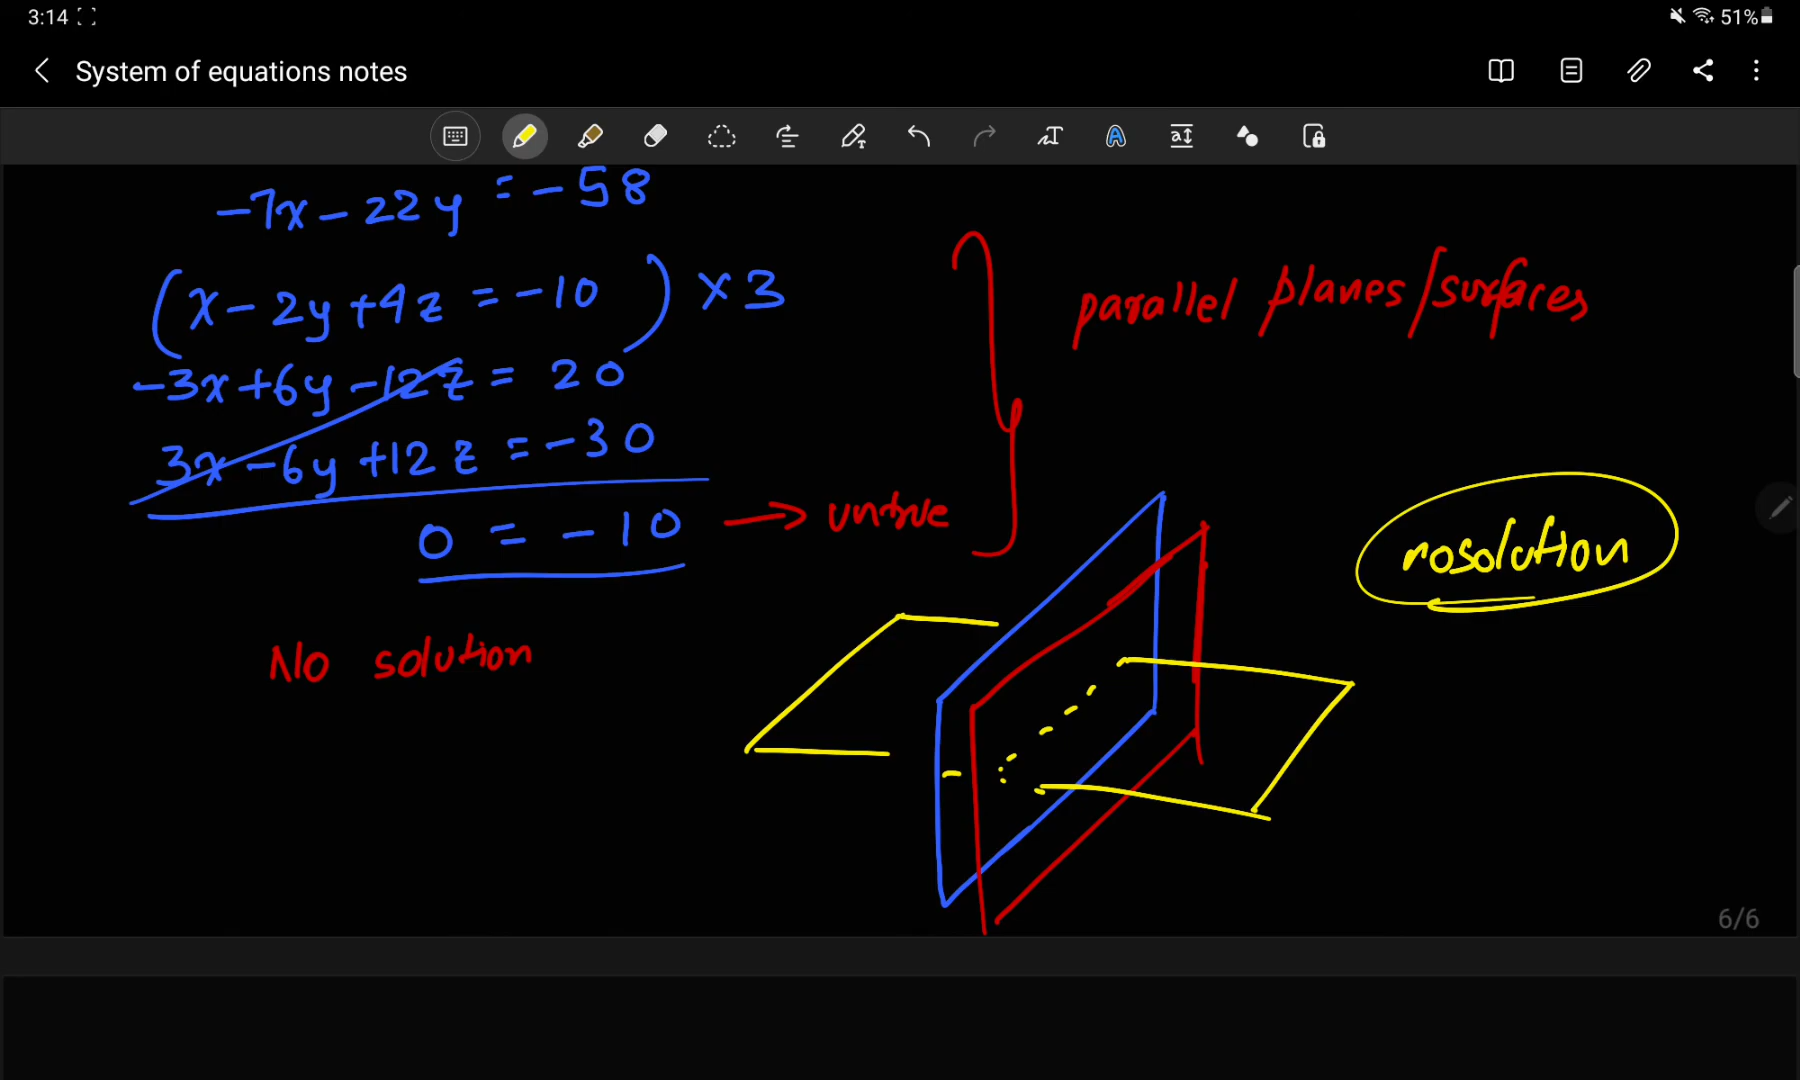 3:14
51%
System of equations notes
-7x - 22y = -58
(x - 2y + 4z = -10) × 3
-3x + 6y - 12z = 20
3x - 6y + 12z = -30
0 = -10 → untrue
No solution
parallel planes/surfaces
nosolution
6/6